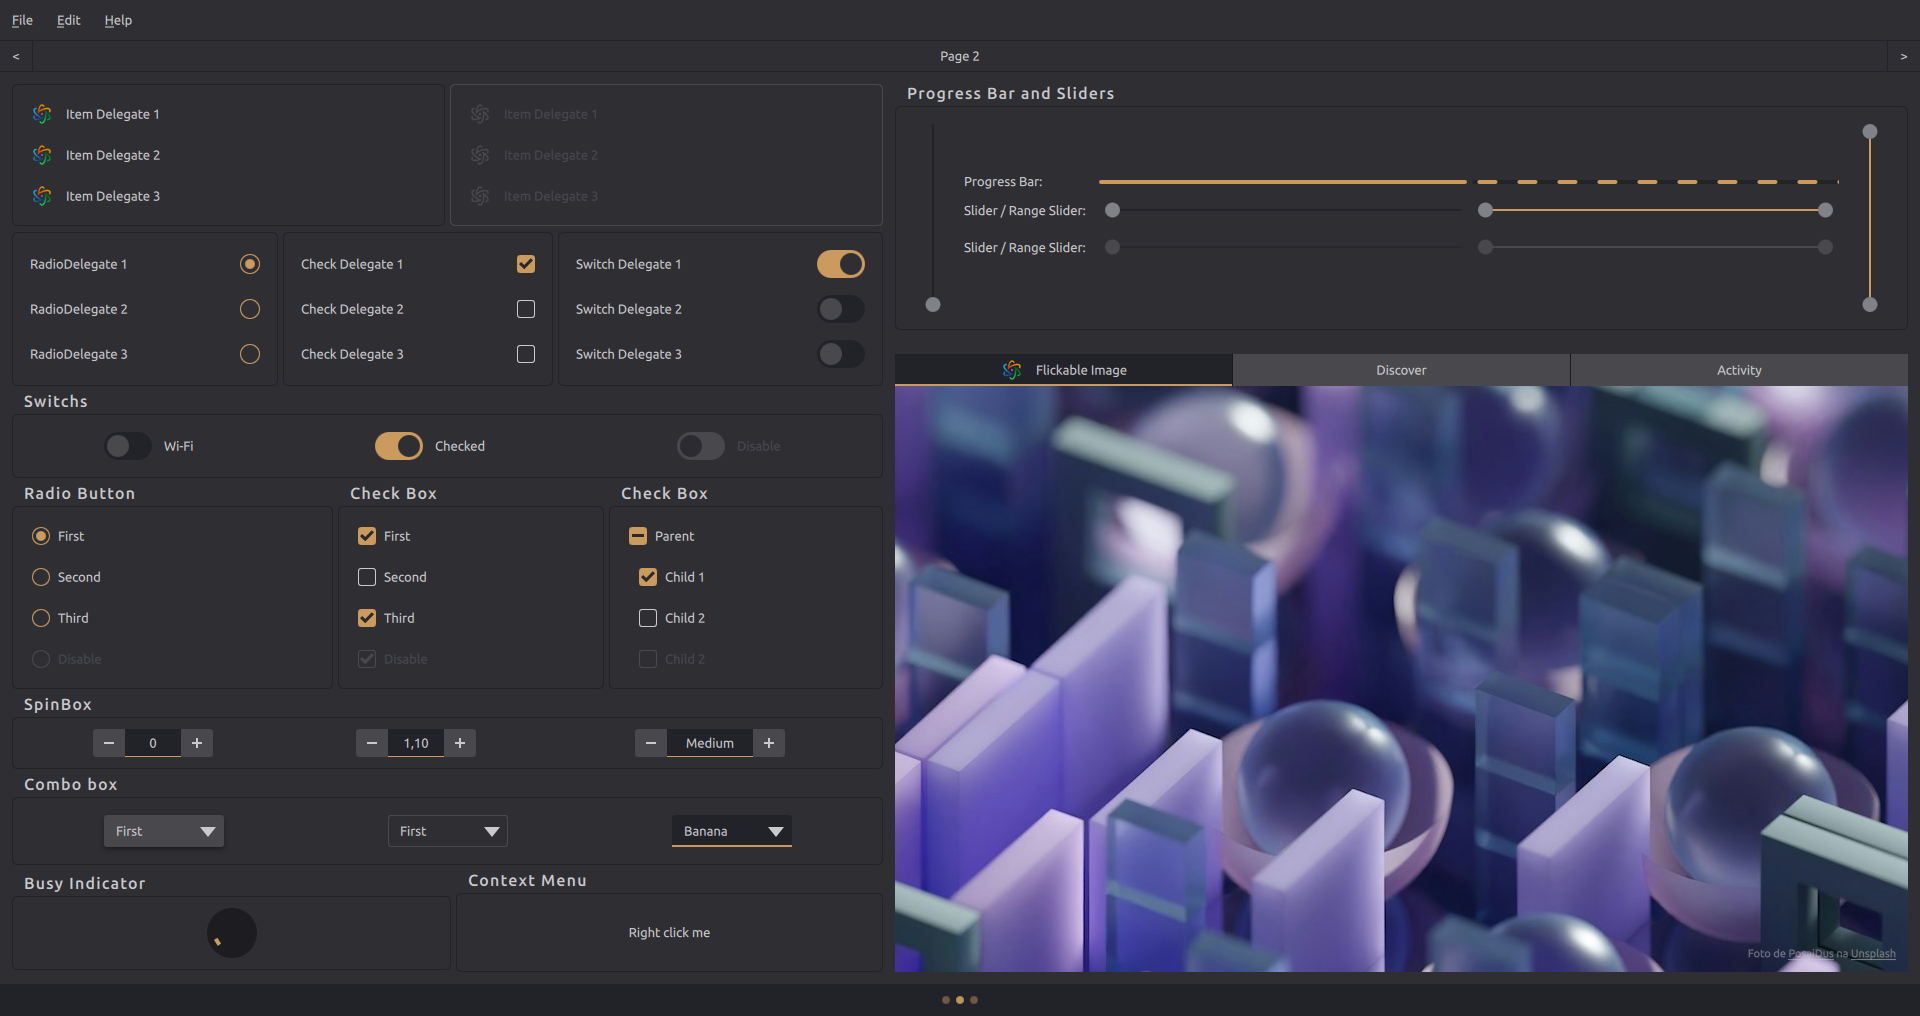 File Edit Help
< Page 2 >
Item Delegate 1
Item Delegate 2
Item Delegate 3
Item Delegate 1
Item Delegate 2
Item Delegate 3
RadioDelegate 1
RadioDelegate 2
RadioDelegate 3
Check Delegate 1
Check Delegate 2
Check Delegate 3
Switch Delegate 1
Switch Delegate 2
Switch Delegate 3
Switchs
Wi-Fi Checked Disable
Radio Button
First
Second
Third
Disable
Check Box
First
Second
Third
Disable
Check Box
Parent
Child 1
Child 2
Child 2
SpinBox
0 1,10 Medium
Combo box
First First Banana
Busy Indicator
Context Menu
Right click me
Progress Bar and Sliders
Progress Bar:
Slider / Range Slider:
Slider / Range Slider:
Flickable Image Discover Activity
Foto de PosalDus na Unsplash